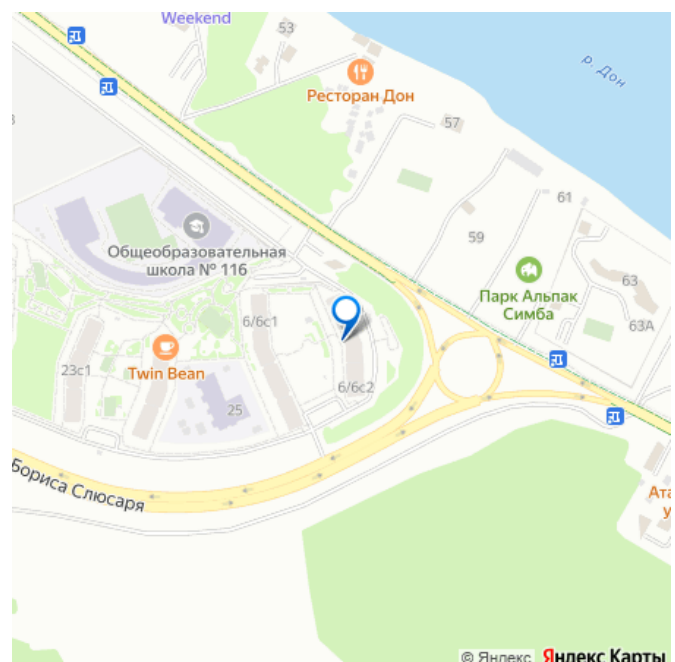 Weekend
53
р. Дон
Ресторан Дон
57
61
59
Общеобразовательная
школа № 116
Парк Альпак
Симба
63
63А
6/6с1
23с1
Twin Bean
6/6с2
25
Бориса Слюсаря
Ата
у
© Яндекс Яндекс Карты